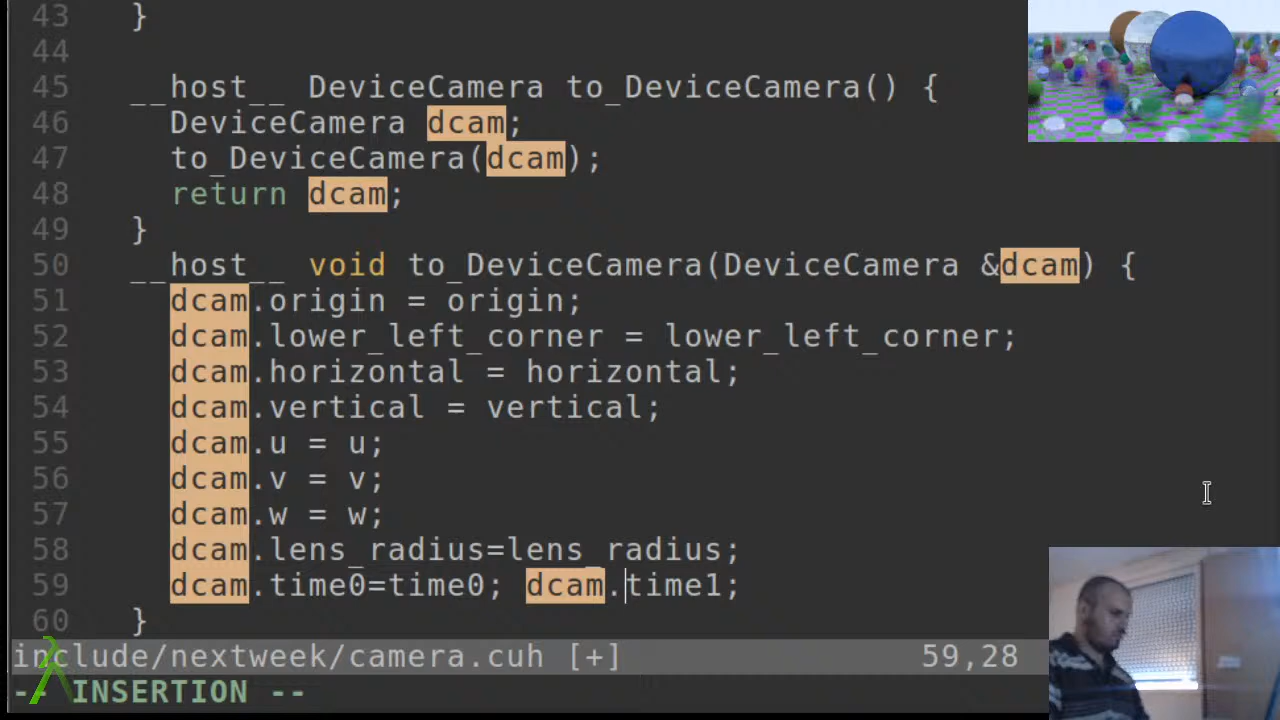 43 }
44
45 __host__ DeviceCamera to_DeviceCamera() {
46 DeviceCamera dcam;
47 to_DeviceCamera(dcam);
48 return dcam;
49 }
50 __host__ void to_DeviceCamera(DeviceCamera &dcam) {
51 dcam.origin = origin;
52 dcam.lower_left_corner = lower_left_corner;
53 dcam.horizontal = horizontal;
54 dcam.vertical = vertical;
55 dcam.u = u;
56 dcam.v = v;
57 dcam.w = w;
58 dcam.lens_radius=lens_radius;
59 dcam.time0=time0; dcam.time1;
60 }
include/nextweek/camera.cuh [+] 59,28
-- INSERTION --